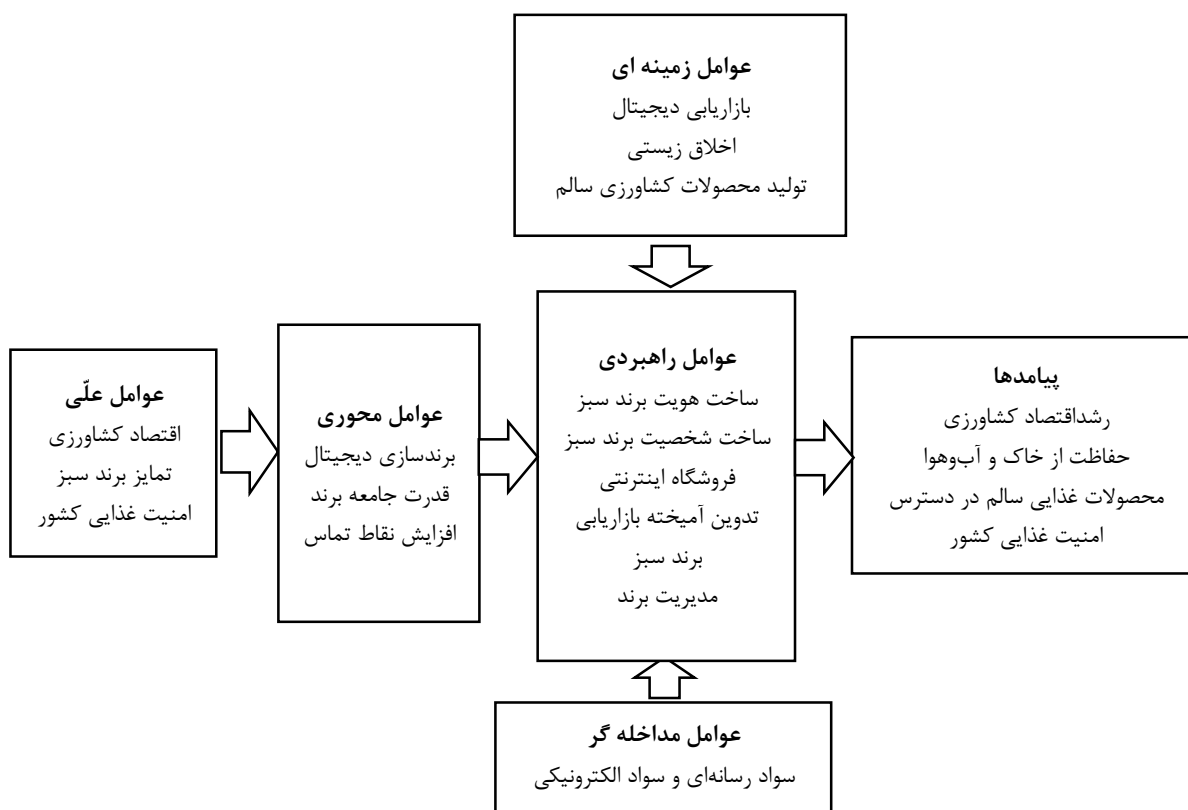 عوامل زمینه ای
بازاریابی دیجیتال
اخلاق زیستی
تولید محصولات کشاورزی سالم
عوامل علّی
اقتصاد کشاورزی
تمایز برند سبز
امنیت غذایی کشور
عوامل محوری
برندسازی دیجیتال
قدرت جامعه برند
افزایش نقاط تماس
عوامل راهبردی
ساخت هویت برند سبز
ساخت شخصیت برند سبز
فروشگاه اینترنتی
تدوین آمیخته بازاریابی
برند سبز
مدیریت برند
پیامدها
رشداقتصاد کشاورزی
حفاظت از خاک و آب‌وهوا
محصولات غذایی سالم در دسترس
امنیت غذایی کشور
عوامل مداخله گر
سواد رسانه‌ای و سواد الکترونیکی